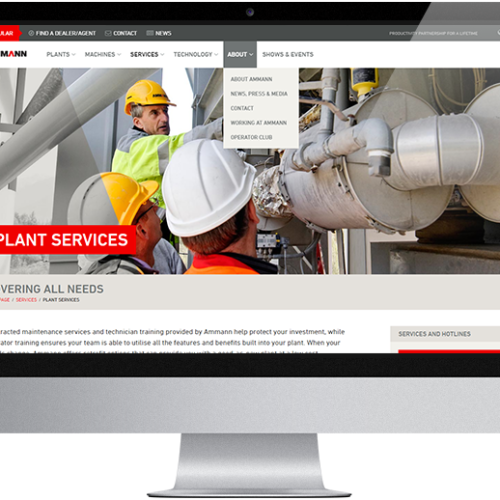 ULAR FIND A DEALER/AGENT CONTACT NEWS PRODUCTIVITY PARTNERSHIP FOR A LIFETIME
MANN PLANTS MACHINES SERVICES TECHNOLOGY ABOUT SHOWS & EVENTS
ABOUT AMMANN
NEWS, PRESS & MEDIA
CONTACT
WORKING AT AMMANN
OPERATOR CLUB
PLANT SERVICES
VERING ALL NEEDS
PAGE / SERVICES / PLANT SERVICES
tracted maintenance services and technician training provided by Ammann help protect your investment, while
rator training ensures your team is able to utilise all the features and benefits built into your plant. When your
SERVICES AND HOTLINES